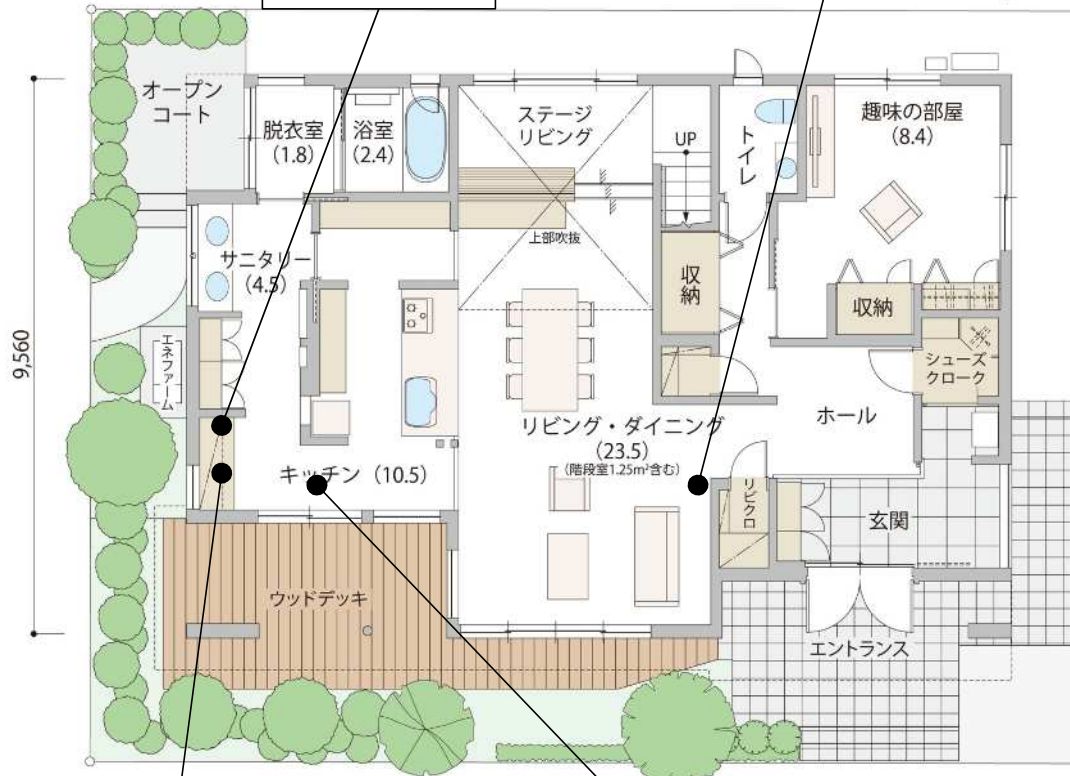 オープン
コート
脱衣室
(1.8)
浴室
(2.4)
ステージ
リビング
UP
トイレ
趣味の部屋
(8.4)
上部吹抜
サニタリー
(4.5)
収納
収納
シューズ
クローク
エネファーム
9,560
リビング・ダイニング
(23.5)
(階段室1.25m²含む)
ホール
キッチン (10.5)
リビクロ
玄関
ウッドデッキ
エントランス